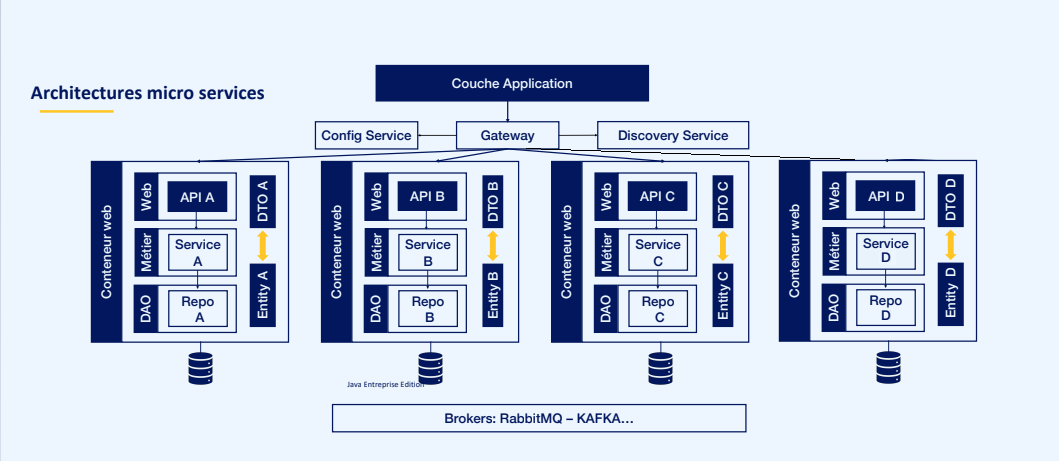 Architectures micro services
Couche Application
Config Service
Gateway
Discovery Service
Conteneur web
Web
API A
Métier
Service
A
DAO
Repo
A
DTO A
Entity A
Conteneur web
Web
API B
Métier
Service
B
DAO
Repo
B
DTO B
Entity B
Conteneur web
Web
API C
Métier
Service
C
DAO
Repo
C
DTO C
Entity C
Conteneur web
Web
API D
Métier
Service
D
DAO
Repo
D
DTO D
Entity D
Java Entreprise Edition
Brokers: RabbitMQ – KAFKA...